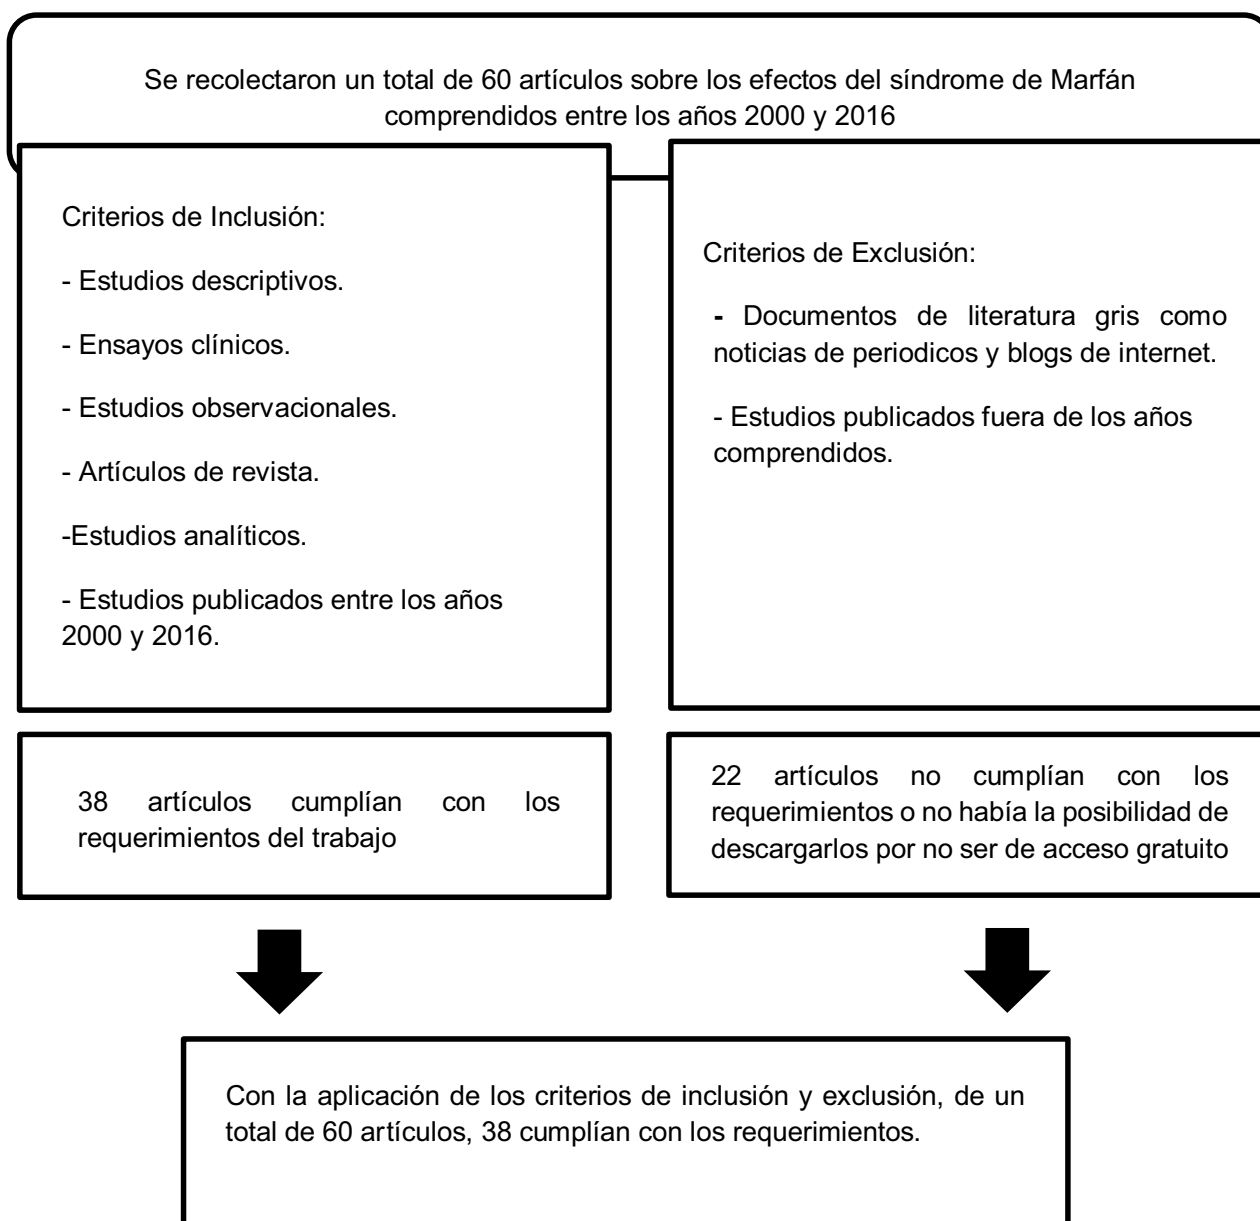 Se recolectaron un total de 60 artículos sobre los efectos del síndrome de Marfán
comprendidos entre los años 2000 y 2016
Criterios de Inclusión:
- Estudios descriptivos.
- Ensayos clínicos.
- Estudios observacionales.
- Artículos de revista.
-Estudios analíticos.
- Estudios publicados entre los años
2000 y 2016.
Criterios de Exclusión:
- Documentos de literatura gris como
noticias de periodicos y blogs de internet.
- Estudios publicados fuera de los años
comprendidos.
38 artículos cumplían con los
requerimientos del trabajo
22 artículos no cumplían con los
requerimientos o no había la posibilidad de
descargarlos por no ser de acceso gratuito
Con la aplicación de los criterios de inclusión y exclusión, de un
total de 60 artículos, 38 cumplían con los requerimientos.